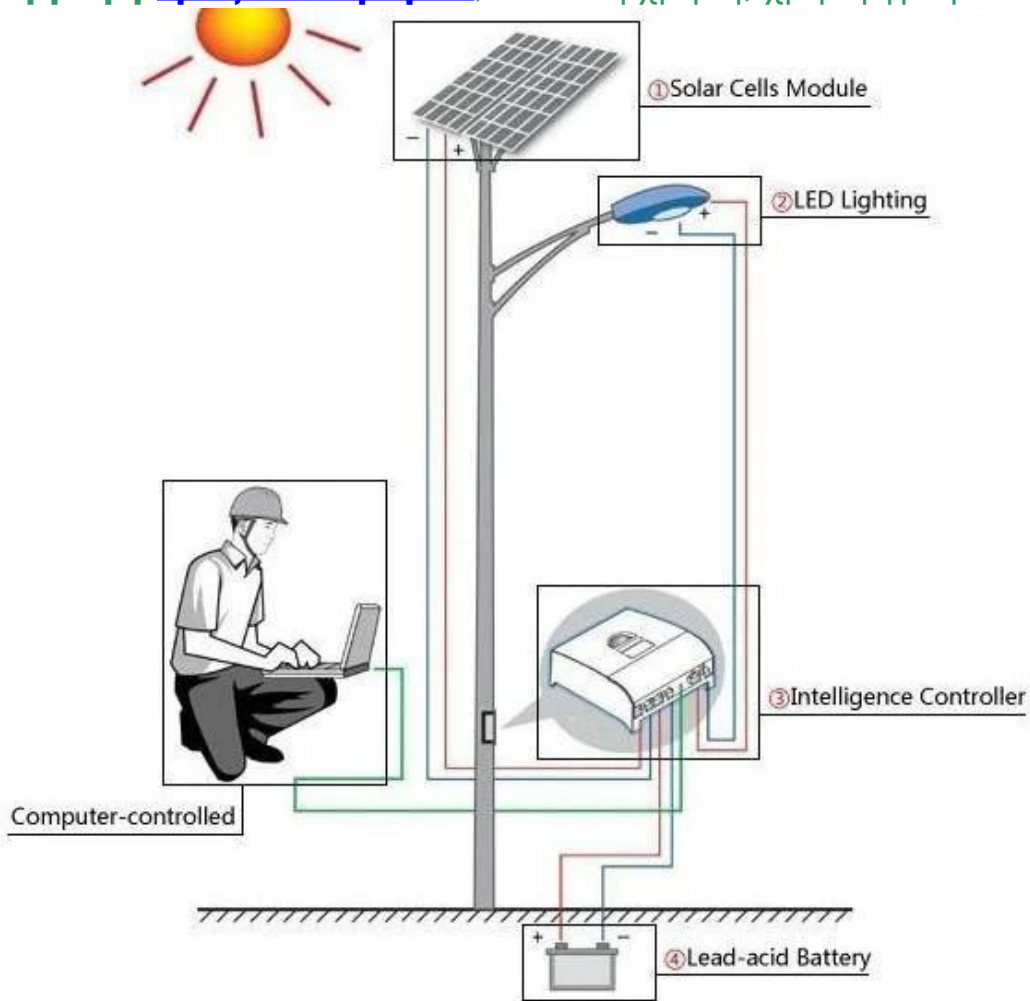 ①Solar Cells Module
−
+
②LED Lighting
+
−
③Intelligence Controller
Computer-controlled
+
−
④Lead-acid Battery